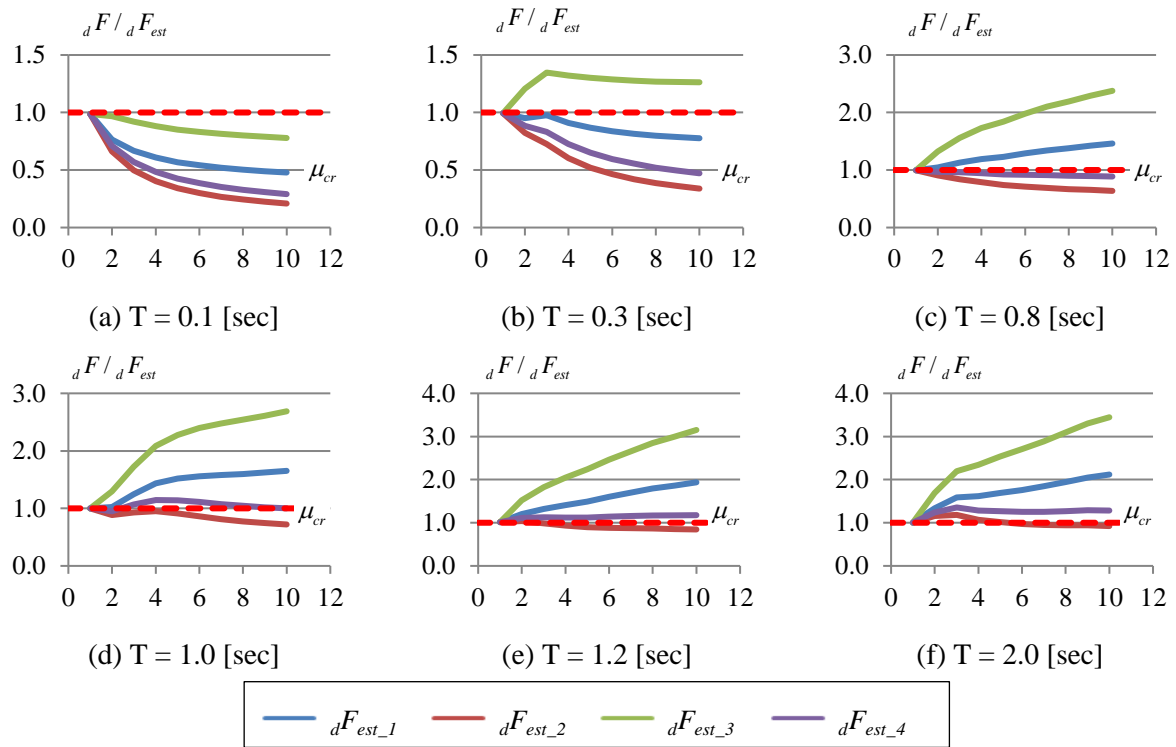 dF / dFest
dF / dFest
dF / dFest
1.5
1.0
0.5
0.0
μcr
0 2 4 6 8 10 12
1.5
1.0
0.5
0.0
μcr
0 2 4 6 8 10 12
3.0
2.0
1.0
0.0
μcr
0 2 4 6 8 10 12
(a) T = 0.1 [sec]
(b) T = 0.3 [sec]
(c) T = 0.8 [sec]
dF / dFest
dF / dFest
dF / dFest
3.0
2.0
1.0
0.0
μcr
0 2 4 6 8 10 12
4.0
3.0
2.0
1.0
0.0
μcr
0 2 4 6 8 10 12
4.0
3.0
2.0
1.0
0.0
μcr
0 2 4 6 8 10 12
(d) T = 1.0 [sec]
(e) T = 1.2 [sec]
(f) T = 2.0 [sec]
dFest_1 dFest_2 dFest_3 dFest_4